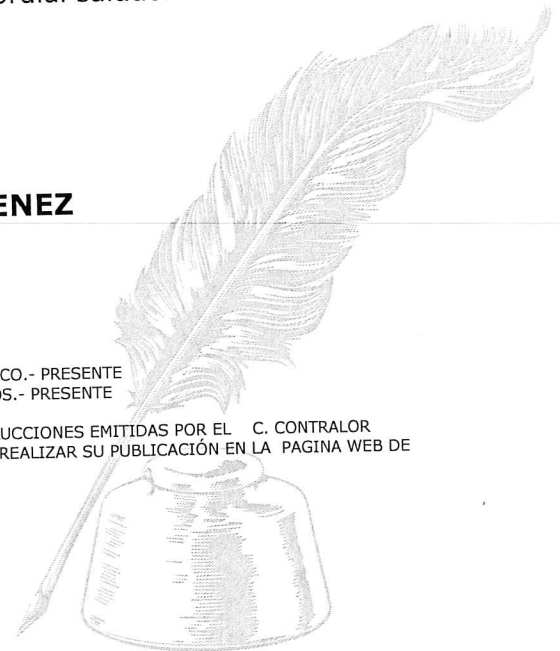 ENEZ
CO.- PRESENTE
OS.- PRESENTE
UCCIONES EMITIDAS POR EL C. CONTRALOR
REALIZAR SU PUBLICACIÓN EN LA PAGINA WEB DE